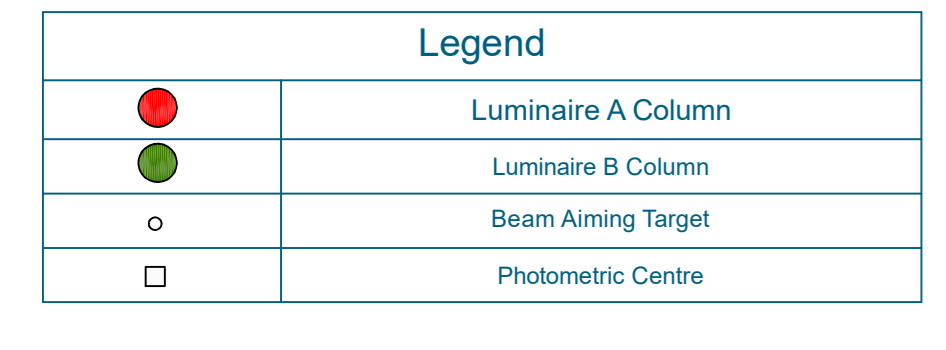 Legend
Luminaire A Column
Luminaire B Column
Beam Aiming Target
Photometric Centre